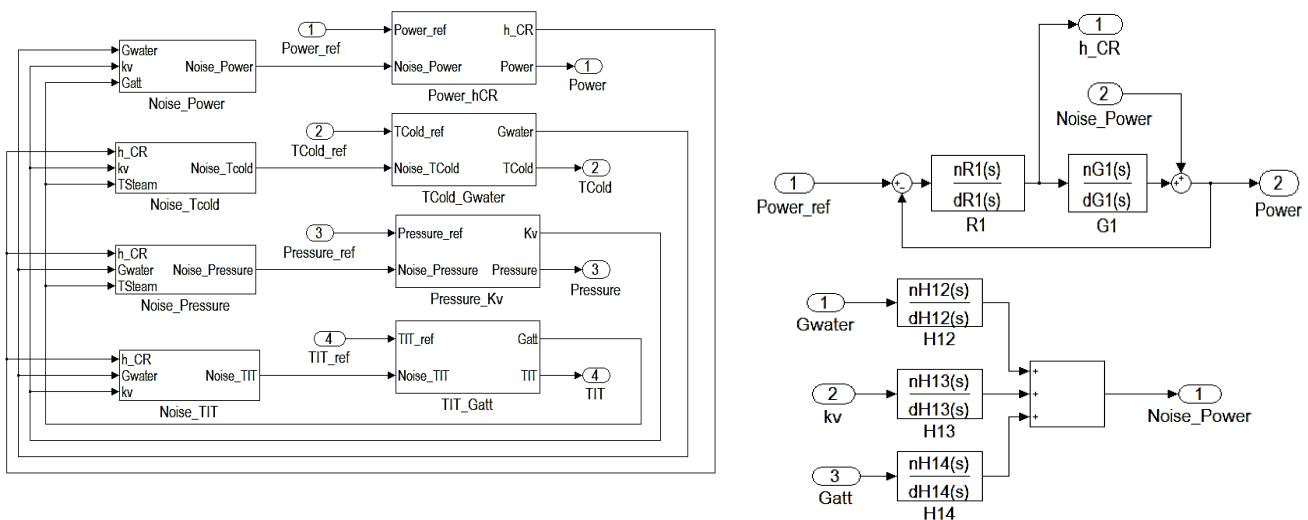 1
Power_ref
Power_ref
h_CR
Noise_Power
Power
1
Power
Power_hCR
Gwater
kv
Gatt
Noise_Power
Noise_Power
2
TCold_ref
TCold_ref
Gwater
Noise_TCold
TCold
2
TCold
TCold_Gwater
h_CR
kv
TSteam
Noise_Tcold
Noise_Tcold
3
Pressure_ref
Pressure_ref
Kv
Noise_Pressure
Pressure
3
Pressure
Pressure_Kv
h_CR
Gwater
TSteam
Noise_Pressure
Noise_Pressure
4
TIT_ref
TIT_ref
Gatt
Noise_TIT
TIT
4
TIT
TIT_Gatt
h_CR
Gwater
kv
Noise_TIT
Noise_TIT
1
h_CR
2
Noise_Power
1
Power_ref
+
−
nR1(s)
dR1(s)
R1
nG1(s)
dG1(s)
G1
+
+
2
Power
1
Gwater
nH12(s)
dH12(s)
H12
2
kv
nH13(s)
dH13(s)
H13
3
Gatt
nH14(s)
dH14(s)
H14
+
+
+
1
Noise_Power